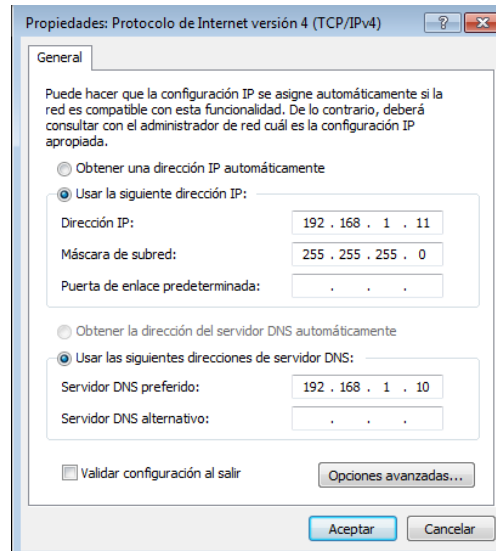 Propiedades: Protocolo de Internet versión 4 (TCP/IPv4)
General
Puede hacer que la configuración IP se asigne automáticamente si la
red es compatible con esta funcionalidad. De lo contrario, deberá
consultar con el administrador de red cuál es la configuración IP
apropiada.
Obtener una dirección IP automáticamente
Usar la siguiente dirección IP:
Dirección IP: 192 . 168 . 1 . 11
Máscara de subred: 255 . 255 . 255 . 0
Puerta de enlace predeterminada: . . .
Obtener la dirección del servidor DNS automáticamente
Usar las siguientes direcciones de servidor DNS:
Servidor DNS preferido: 192 . 168 . 1 . 10
Servidor DNS alternativo: . . .
Validar configuración al salir Opciones avanzadas...
Aceptar Cancelar